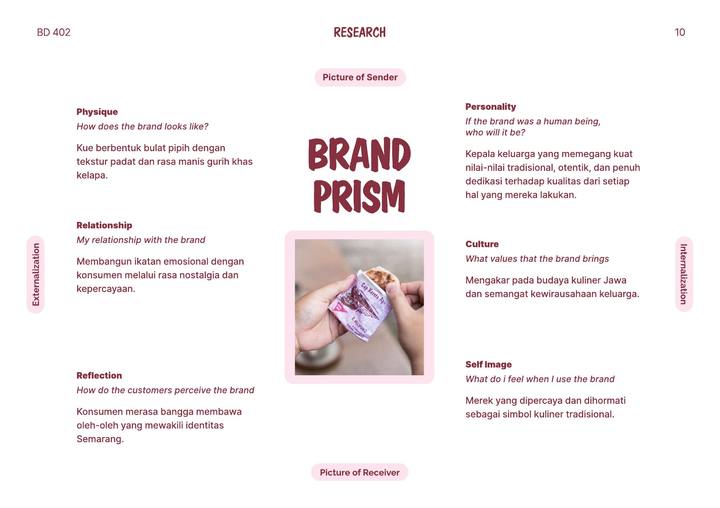 BD 402
RESEARCH
10
Picture of Sender
Physique
How does the brand looks like?
Kue berbentuk bulat pipih dengan
tekstur padat dan rasa manis gurih khas
kelapa.
Relationship
My relationship with the brand
Membangun ikatan emosional dengan
konsumen melalui rasa nostalgia dan
kepercayaan.
Reflection
How do the customers perceive the brand
Konsumen merasa bangga membawa
oleh-oleh yang mewakili identitas
Semarang.
Externalization
BRAND
PRISM
Personality
If the brand was a human being,
who will it be?
Kepala keluarga yang memegang kuat
nilai-nilai tradisional, otentik, dan penuh
dedikasi terhadap kualitas dari setiap
hal yang mereka lakukan.
Culture
What values that the brand brings
Mengakar pada budaya kuliner Jawa
dan semangat kewirausahaan keluarga.
Self Image
What do i feel when I use the brand
Merek yang dipercaya dan dihormati
sebagai simbol kuliner tradisional.
Internalization
Picture of Receiver